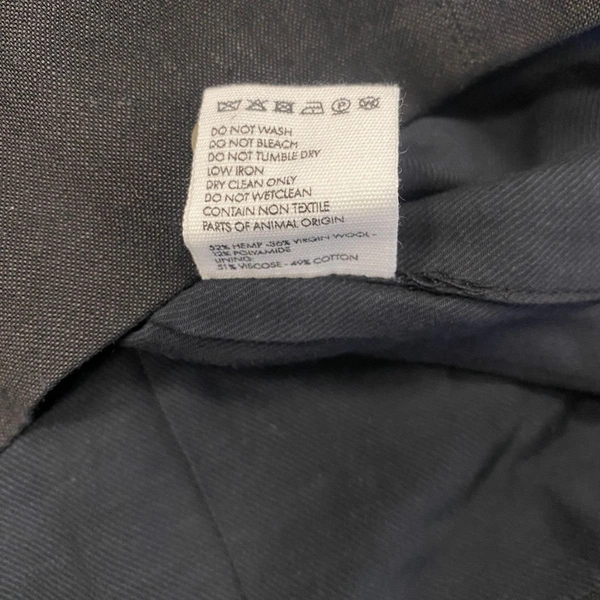 DO NOT WASH
DO NOT BLEACH
DO NOT TUMBLE DRY
LOW IRON
DRY CLEAN ONLY
DO NOT WETCLEAN
CONTAIN NON TEXTILE
PARTS OF ANIMAL ORIGIN
52% HEMP -36% VIRGIN WOOL -
12% POLYAMIDE
LINING:
51% VISCOSE - 49% COTTON